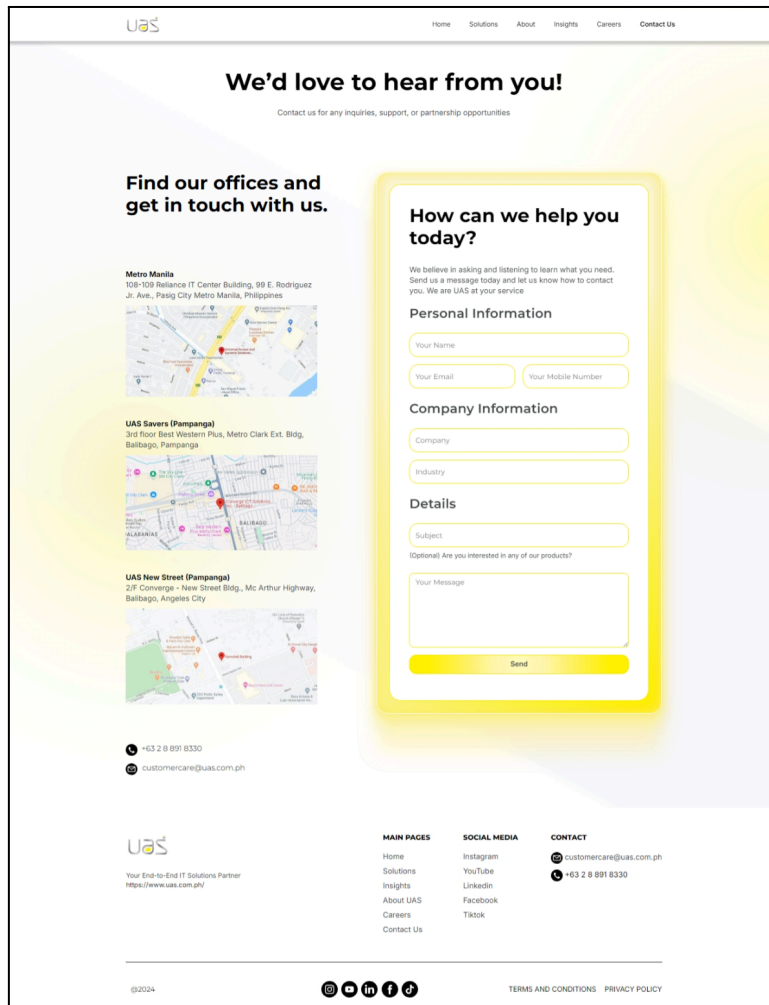 uas
Home Solutions About Insights Careers Contact Us
We’d love to hear from you!
Contact us for any inquiries, support, or partnership opportunities
Find our offices and
get in touch with us.
Metro Manila
108-109 Reliance IT Center Building, 99 E. Rodriguez
Jr. Ave., Pasig City Metro Manila, Philippines
UAS Savers (Pampanga)
3rd floor Best Western Plus, Metro Clark Ext. Bldg,
Balibago, Pampanga
BALIBAGO
UAS New Street (Pampanga)
2/F Converge - New Street Bldg., Mc Arthur Highway,
Balibago, Angeles City
+63 2 8 891 8330
customercare@uas.com.ph
How can we help you
today?
We believe in asking and listening to learn what you need.
Send us a message today and let us know how to contact
you. We are UAS at your service
Personal Information
Your Name
Your Email Your Mobile Number
Company Information
Company
Industry
Details
Subject
(Optional) Are you interested in any of our products?
Your Message
Send
uas
Your End-to-End IT Solutions Partner
https://www.uas.com.ph/
MAIN PAGES
Home
Solutions
Insights
About UAS
Careers
Contact Us
SOCIAL MEDIA
Instagram
YouTube
Linkedin
Facebook
Tiktok
CONTACT
customercare@uas.com.ph
+63 2 8 891 8330
@2024
TERMS AND CONDITIONS PRIVACY POLICY